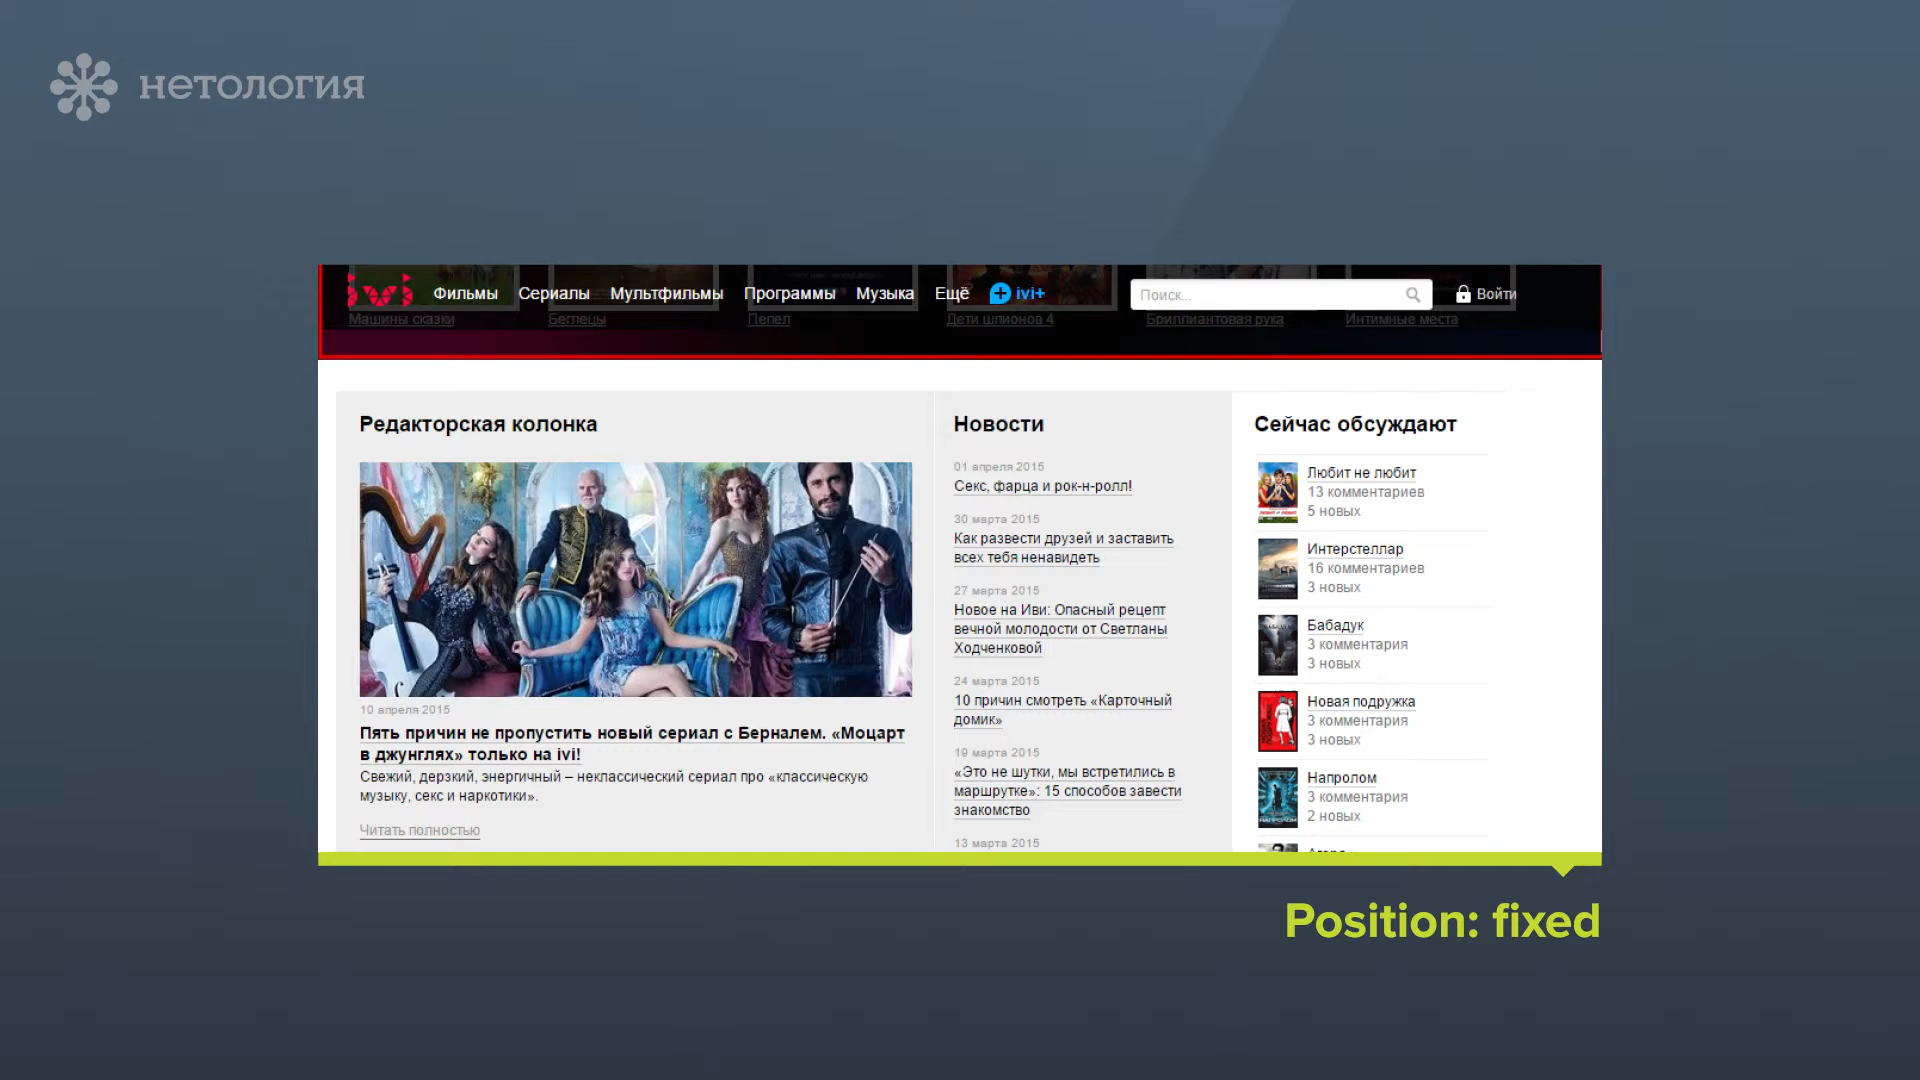 нетология
ivi Фильмы Сериалы Мультфильмы Программы Музыка Ещё ivi+ Поиск... Войти
Машины сказки Беглецы Пепел Дети шпионов 4 Бриллиантовая рука Интимные места
Редакторская колонка
10 апреля 2015
Пять причин не пропустить новый сериал с Берналем. «Моцарт
в джунглях» только на ivi!
Свежий, дерзкий, энергичный – неклассический сериал про «классическую
музыку, секс и наркотики».
Читать полностью
Новости
01 апреля 2015
Секс, фарца и рок-н-ролл!
30 марта 2015
Как развести друзей и заставить
всех тебя ненавидеть
27 марта 2015
Новое на Иви: Опасный рецепт
вечной молодости от Светланы
Ходченковой
24 марта 2015
10 причин смотреть «Карточный
домик»
19 марта 2015
«Это не шутки, мы встретились в
маршрутке»: 15 способов завести
знакомство
13 марта 2015
Сейчас обсуждают
Любит не любит
13 комментариев
5 новых
Интерстеллар
16 комментариев
3 новых
Бабадук
3 комментария
3 новых
Новая подружка
3 комментария
3 новых
Напролом
3 комментария
2 новых
Position: fixed